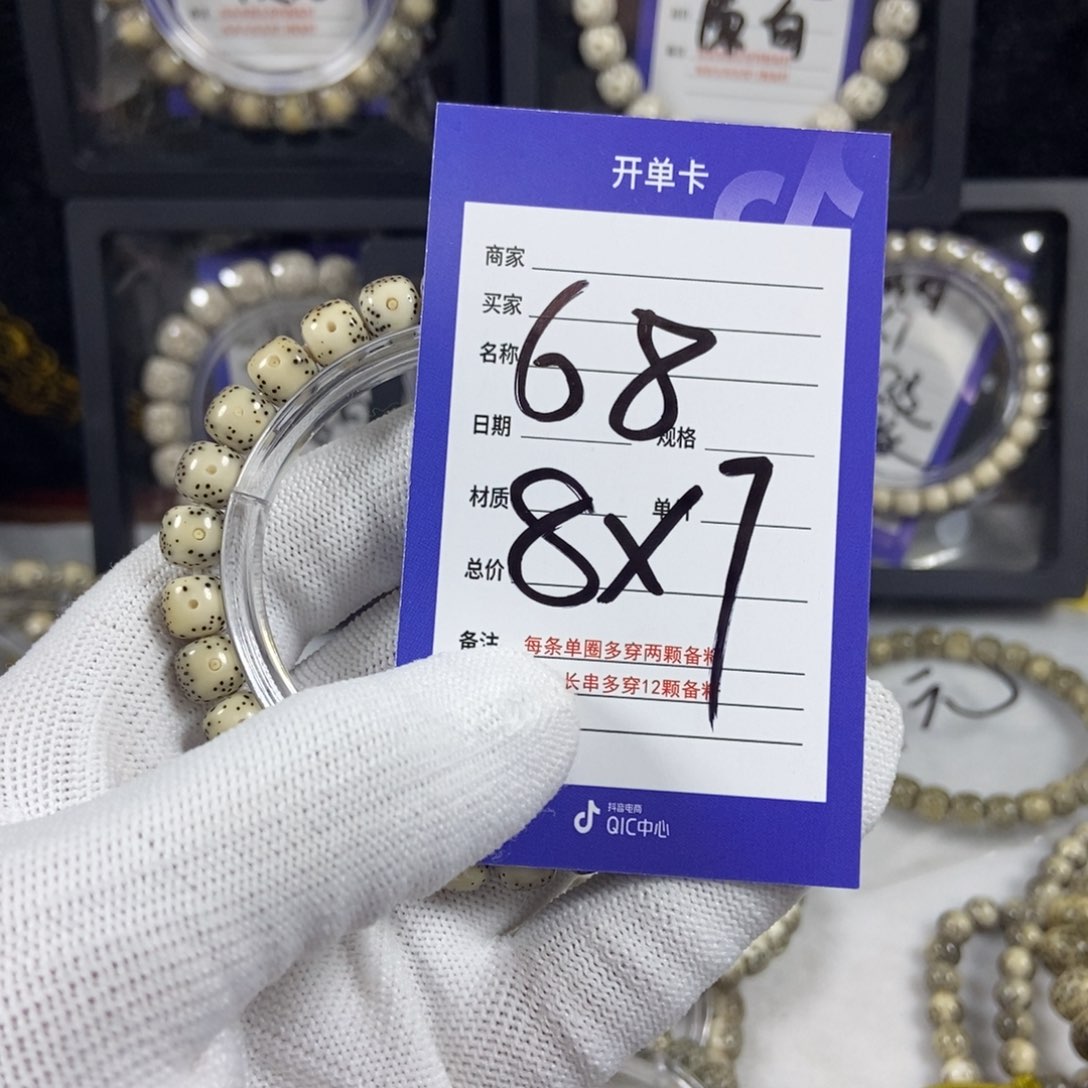 陳白
开单卡
商家
买家
名称
68
日期
规格
材质
8x7
总价
备注
每条单圈多穿两颗备料
长串多穿12颗备料
抖音电商
QIC中心